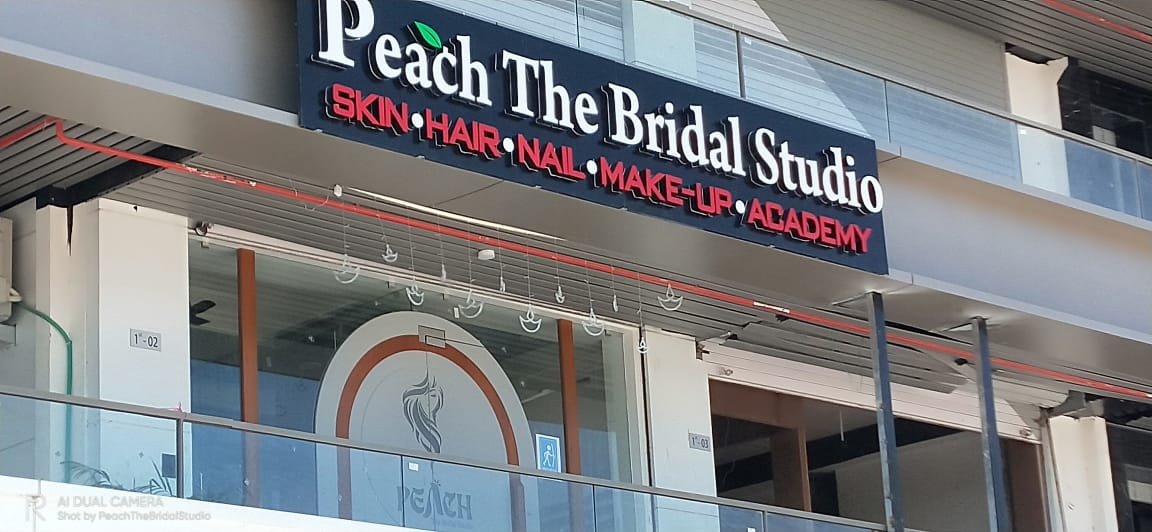 Peach The Bridal Studio
SKIN•HAIR•NAIL•MAKE-UP•ACADEMY
1st-02
1st-03
PEACH
AI DUAL CAMERA
Shot by PeachTheBridalStudio